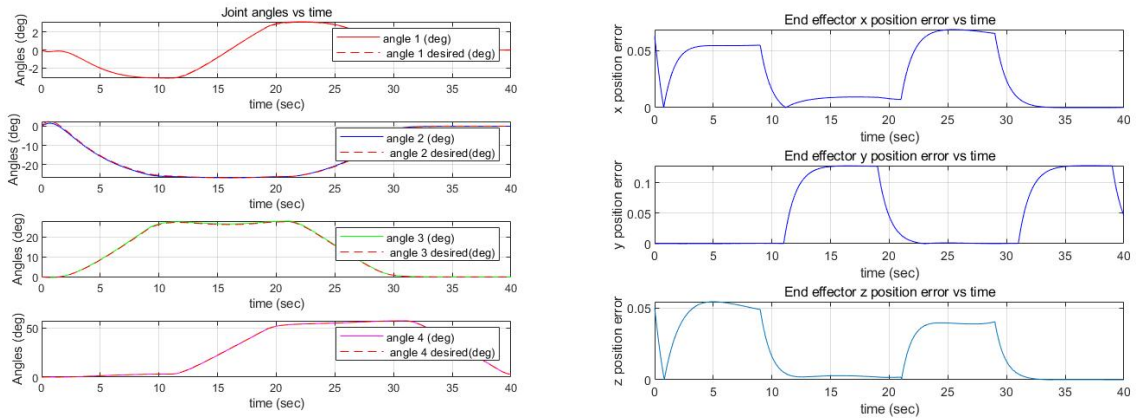 Joint angles vs time
Angles (deg)
2
0
-2
angle 1 (deg)
angle 1 desired (deg)
0 5 10 15 20 25 30 35 40
time (sec)
Angles (deg)
0
-10
-20
angle 2 (deg)
angle 2 desired(deg)
0 5 10 15 20 25 30 35 40
time (sec)
Angles (deg)
20
10
0
angle 3 (deg)
angle 3 desired(deg)
0 5 10 15 20 25 30 35 40
time (sec)
Angles (deg)
50
0
angle 4 (deg)
angle 4 desired(deg)
0 5 10 15 20 25 30 35 40
time (sec)
End effector x position error vs time
x position error
0.05
0
0 5 10 15 20 25 30 35 40
time (sec)
End effector y position error vs time
y position error
0.1
0.05
0
0 5 10 15 20 25 30 35 40
time (sec)
End effector z position error vs time
z position error
0.05
0
0 5 10 15 20 25 30 35 40
time (sec)